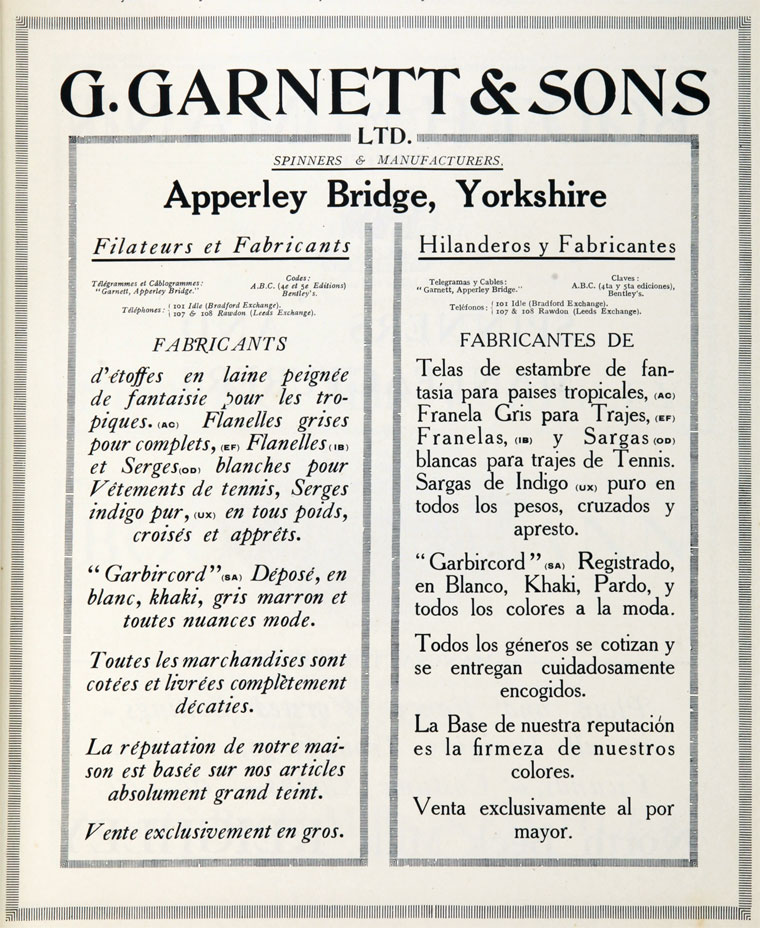 G. GARNETT & SONS
LTD.
SPINNERS & MANUFACTURERS.
Apperley Bridge, Yorkshire
Filateurs et Fabricants
Télégrammes et Câblogrammes:
"Garnett, Apperley Bridge."
Codes:
A.B.C. (4e et 5e Editions)
Bentley's.
Téléphones: { 101 Idle (Bradford Exchange).
107 & 108 Rawdon (Leeds Exchange).
FABRICANTS
d'étoffes en laine peignée
de fantaisie pour les tro-
piques. (AC) Flanelles grises
pour complets, (EF) Flanelles (IB)
et Serges (OD) blanches pour
Vêtements de tennis, Serges
indigo pur, (UX) en tous poids,
croisés et apprêts.
"Garbircord" (SA) Déposé, en
blanc, khaki, gris marron et
toutes nuances mode.
Toutes les marchandises sont
cotées et livrées complètement
décaties.
La réputation de notre mai-
son est basée sur nos articles
absolument grand teint.
Vente exclusivement en gros.
Hilanderos y Fabricantes
Telegramas y Cables:
"Garnett, Apperley Bridge."
Claves:
A.B.C. (4ta y 5ta ediciones),
Bentley's.
Teléfonos: { 101 Idle (Bradford Exchange).
107 & 108 Rawdon (Leeds Exchange).
FABRICANTES DE
Telas de estambre de fan-
tasía para paises tropicales, (AC)
Franela Gris para Trajes, (EF)
Franelas, (IB) y Sargas (OD)
blancas para trajes de Tennis.
Sargas de Indigo (UX) puro en
todos los pesos, cruzados y
apresto.
"Garbircord" (SA) Registrado,
en Blanco, Khaki, Pardo, y
todos los colores a la moda.
Todos los géneros se cotizan y
se entregan cuidadosamente
encogidos.
La Base de nuestra reputación
es la firmeza de nuestros
colores.
Venta exclusivamente al por
mayor.